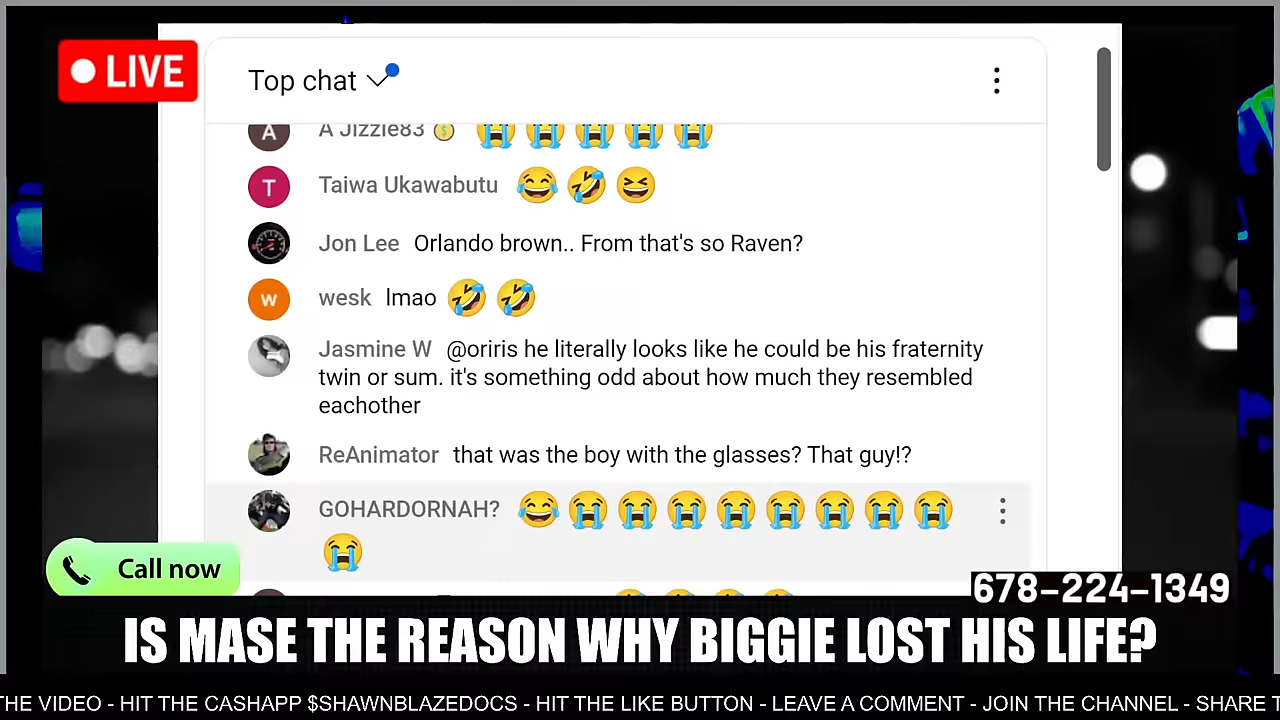 LIVE
Top chat
A
A Jizzle83 😭😭😭😭😭
T
Taiwa Ukawabutu 😂🤣😆
Jon Lee Orlando brown.. From that's so Raven?
w
wesk lmao 🤣🤣
Jasmine W @oriris he literally looks like he could be his fraternity
twin or sum. it's something odd about how much they resembled
eachother
ReAnimator that was the boy with the glasses? That guy!?
GOHARDORNAH? 😂😭😭😭😭😭😭😭😭
😭
Call now
678-224-1349
IS MASE THE REASON WHY BIGGIE LOST HIS LIFE?
THE VIDEO - HIT THE CASHAPP $SHAWNBLAZEDOCS - HIT THE LIKE BUTTON - LEAVE A COMMENT - JOIN THE CHANNEL - SHARE T